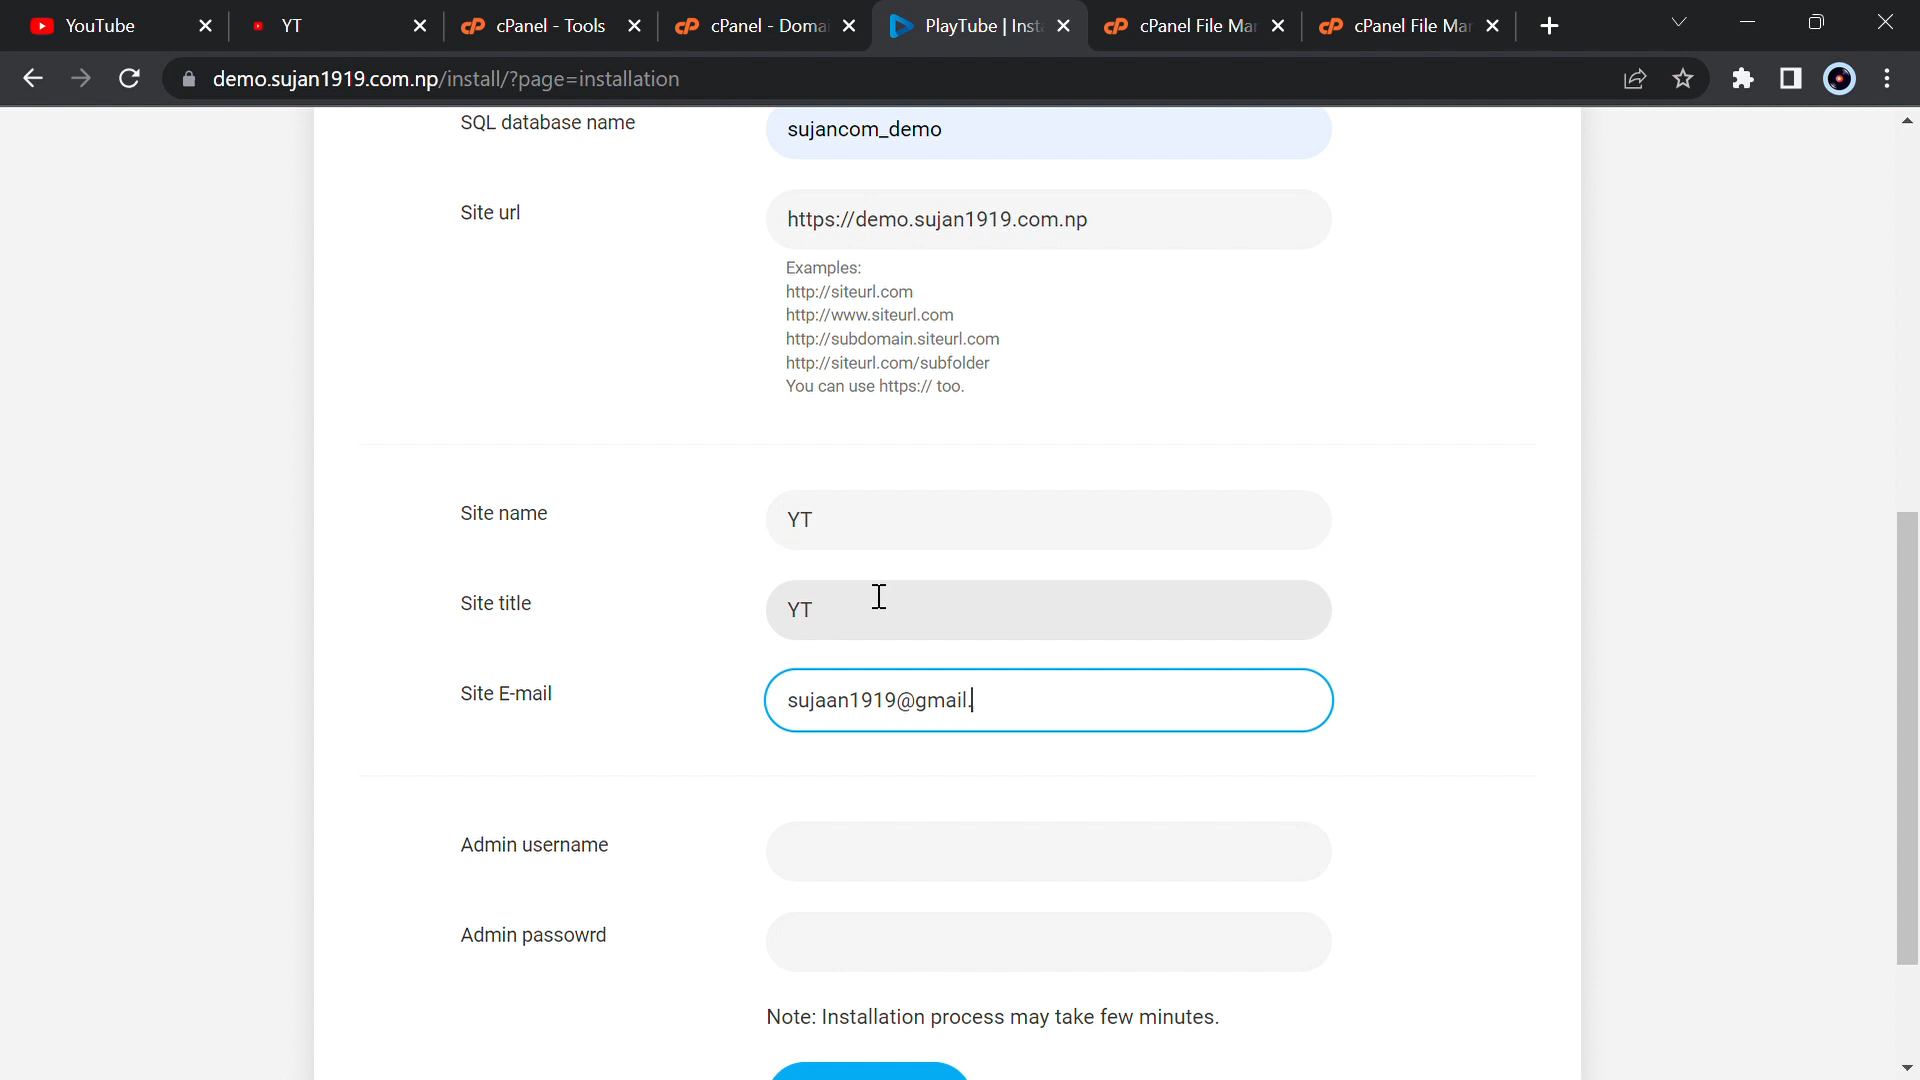 YouTube
YT
cPanel - Tools
cPanel - Domai
PlayTube | Insta
cPanel File Man
cPanel File Man
demo.sujan1919.com.np/install/?page=installation
SQL database name
sujancom_demo
Site url
https://demo.sujan1919.com.np
Examples:
http://siteurl.com
http://www.siteurl.com
http://subdomain.siteurl.com
http://siteurl.com/subfolder
You can use https:// too.
Site name
YT
Site title
YT
Site E-mail
sujaan1919@gmail.
Admin username
Admin passowrd
Note: Installation process may take few minutes.